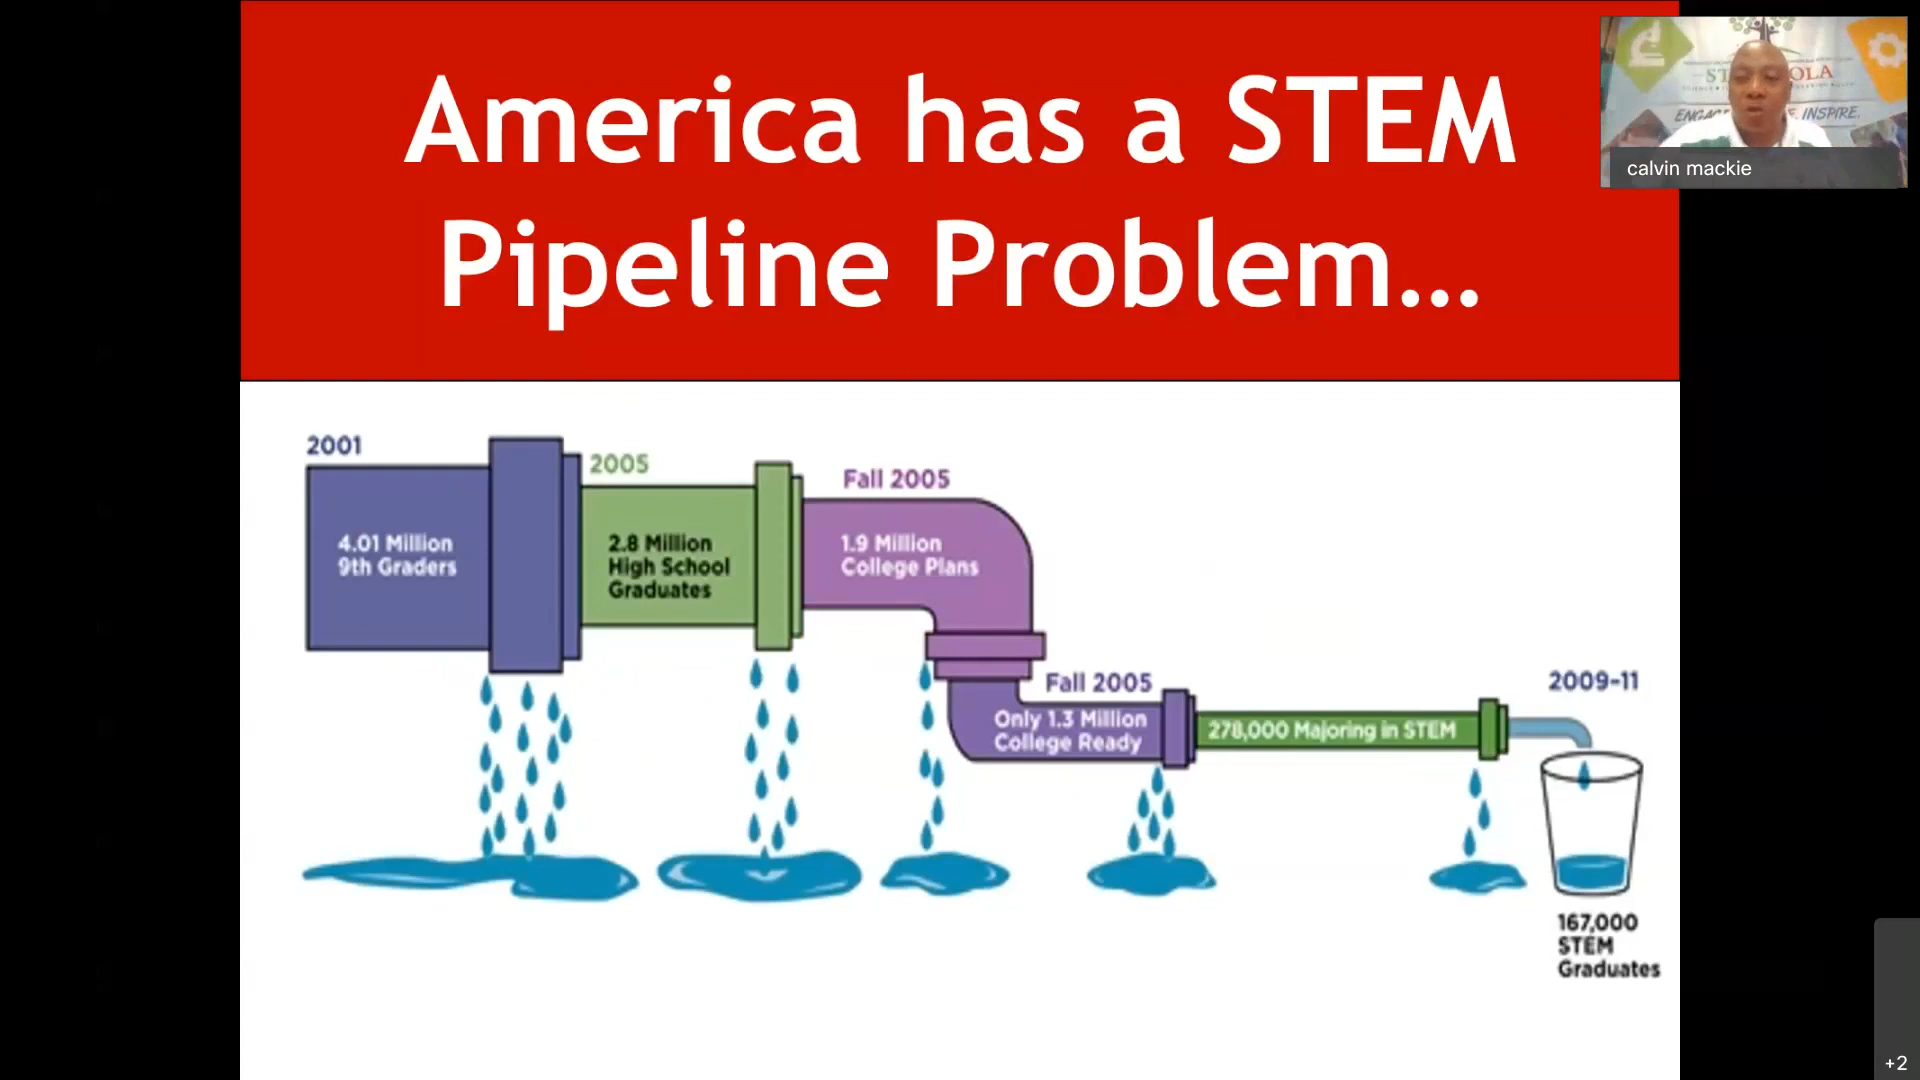 America has a STEM
Pipeline Problem...
calvin mackie
ENGAGE
INSPIRE.
2001
4.01 Million
9th Graders
2005
2.8 Million
High School
Graduates
Fall 2005
1.9 Million
College Plans
Fall 2005
Only 1.3 Million
College Ready
278,000 Majoring in STEM
2009-11
167,000
STEM
Graduates
+2